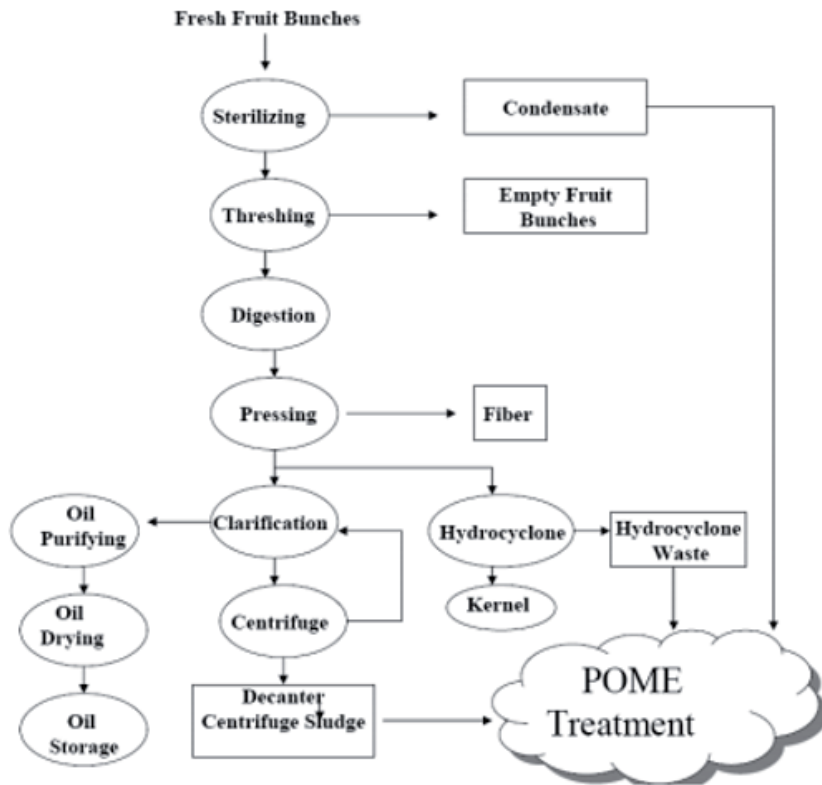 Fresh Fruit Bunches
Sterilizing
Condensate
Threshing
Empty Fruit
Bunches
Digestion
Pressing
Fiber
Oil
Purifying
Clarification
Hydrocyclone
Hydrocyclone
Waste
Oil
Drying
Centrifuge
Kernel
Oil
Storage
Decanter
Centrifuge Sludge
POME
Treatment